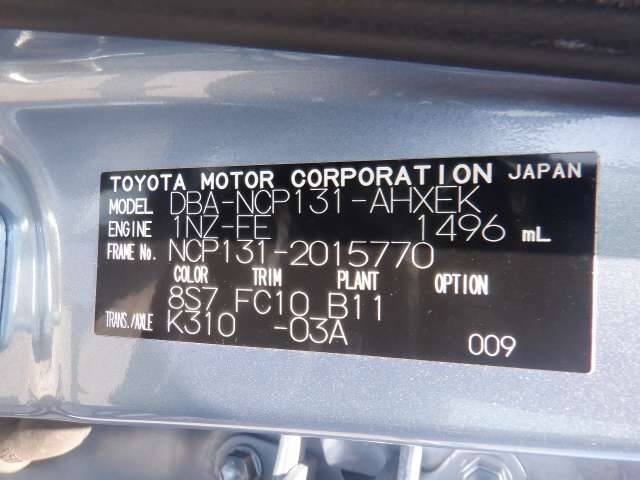 TOYOTA MOTOR CORPORATION JAPAN
MODEL DBA-NCP131-AHXEK
ENGINE 1NZ-FE 1496 mL
FRAME No. NCP131-2015770
COLOR TRIM PLANT OPTION
8S7 FC10 B11
TRANS./AXLE K310 -03A
009